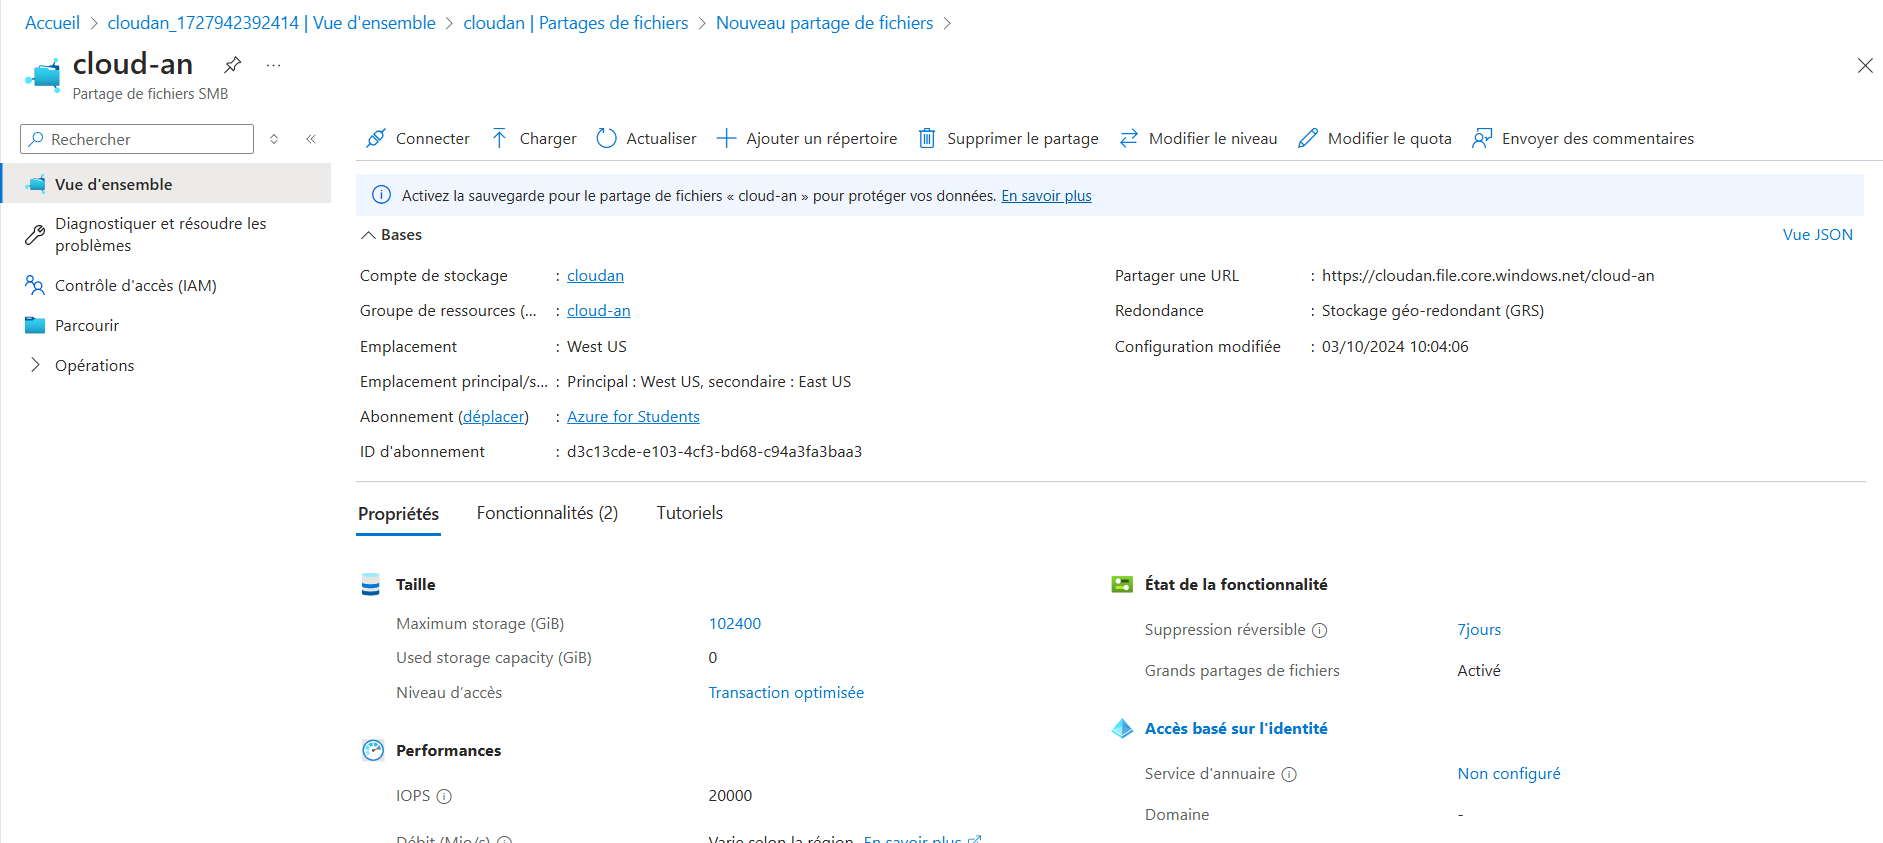 Accueil > cloudan_1727942392414 | Vue d'ensemble > cloudan | Partages de fichiers > Nouveau partage de fichiers >
cloud-an ...
Partage de fichiers SMB
Rechercher
Vue d'ensemble
Diagnostiquer et résoudre les
problèmes
Contrôle d'accès (IAM)
Parcourir
Opérations
Connecter Charger Actualiser Ajouter un répertoire Supprimer le partage Modifier le niveau Modifier le quota Envoyer des commentaires
Activez la sauvegarde pour le partage de fichiers « cloud-an » pour protéger vos données. En savoir plus
Bases Vue JSON
Compte de stockage : cloudan
Groupe de ressources (... : cloud-an
Emplacement : West US
Emplacement principal/s... : Principal : West US, secondaire : East US
Abonnement (déplacer) : Azure for Students
ID d'abonnement : d3c13cde-e103-4cf3-bd68-c94a3fa3baa3
Partager une URL : https://cloudan.file.core.windows.net/cloud-an
Redondance : Stockage géo-redondant (GRS)
Configuration modifiée : 03/10/2024 10:04:06
Propriétés Fonctionnalités (2) Tutoriels
Taille
Maximum storage (GiB) 102400
Used storage capacity (GiB) 0
Niveau d'accès Transaction optimisée
Performances
IOPS 20000
Débit (Mio/s) Varie selon la région. En savoir plus
État de la fonctionnalité
Suppression réversible 7jours
Grands partages de fichiers Activé
Accès basé sur l'identité
Service d'annuaire Non configuré
Domaine -